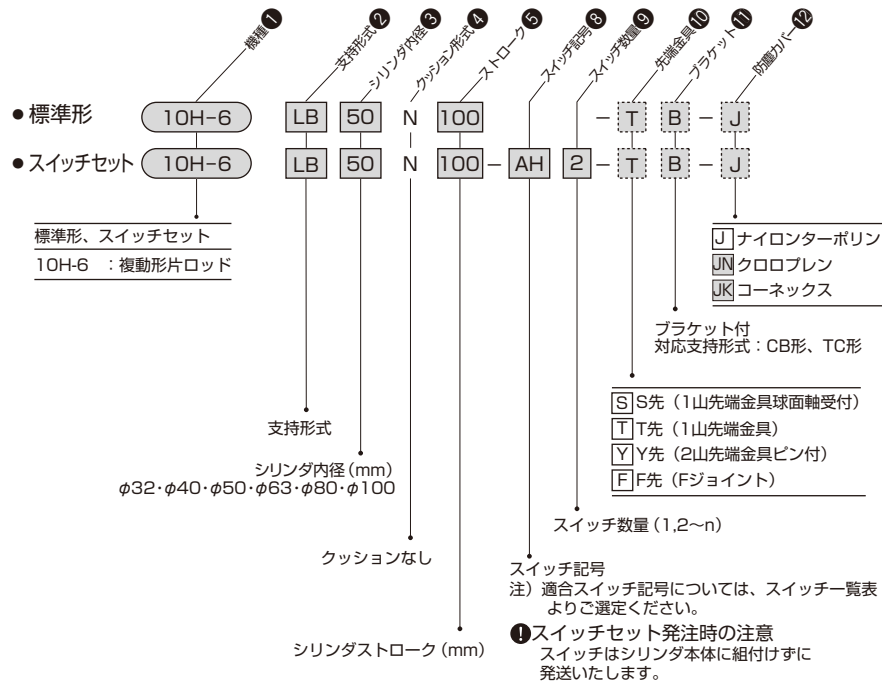 機種❶
支持形式❷
シリンダ内径❸
クッション形式❹
ストローク❺
スイッチ記号❽
スイッチ数量❾
先端金具❿
ブラケット⓫
防塵カバー⓬
●標準形 10H-6 LB 50 N 100 - T B - J
●スイッチセット 10H-6 LB 50 N 100 - AH 2 - T B - J
標準形、スイッチセット
10H-6 :複動形片ロッド
J ナイロンターポリン
JN クロロプレン
JK コーネックス
ブラケット付
対応支持形式:CB形、TC形
S S先(1山先端金具球面軸受付)
T T先(1山先端金具)
Y Y先(2山先端金具ピン付)
F F先(Fジョイント)
支持形式
シリンダ内径(mm)
φ32・φ40・φ50・φ63・φ80・φ100
スイッチ数量(1,2〜n)
クッションなし
スイッチ記号
注)適合スイッチ記号については、スイッチ一覧表
よりご選定ください。
シリンダストローク(mm)
!スイッチセット発注時の注意
スイッチはシリンダ本体に組付けずに
発送いたします。